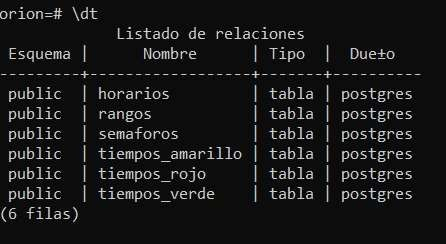 orion=# \dt
Listado de relaciones
Esquema | Nombre | Tipo | Due±o
---------+------------------+-------+----------
public | horarios | tabla | postgres
public | rangos | tabla | postgres
public | semaforos | tabla | postgres
public | tiempos_amarillo | tabla | postgres
public | tiempos_rojo | tabla | postgres
public | tiempos_verde | tabla | postgres
(6 filas)